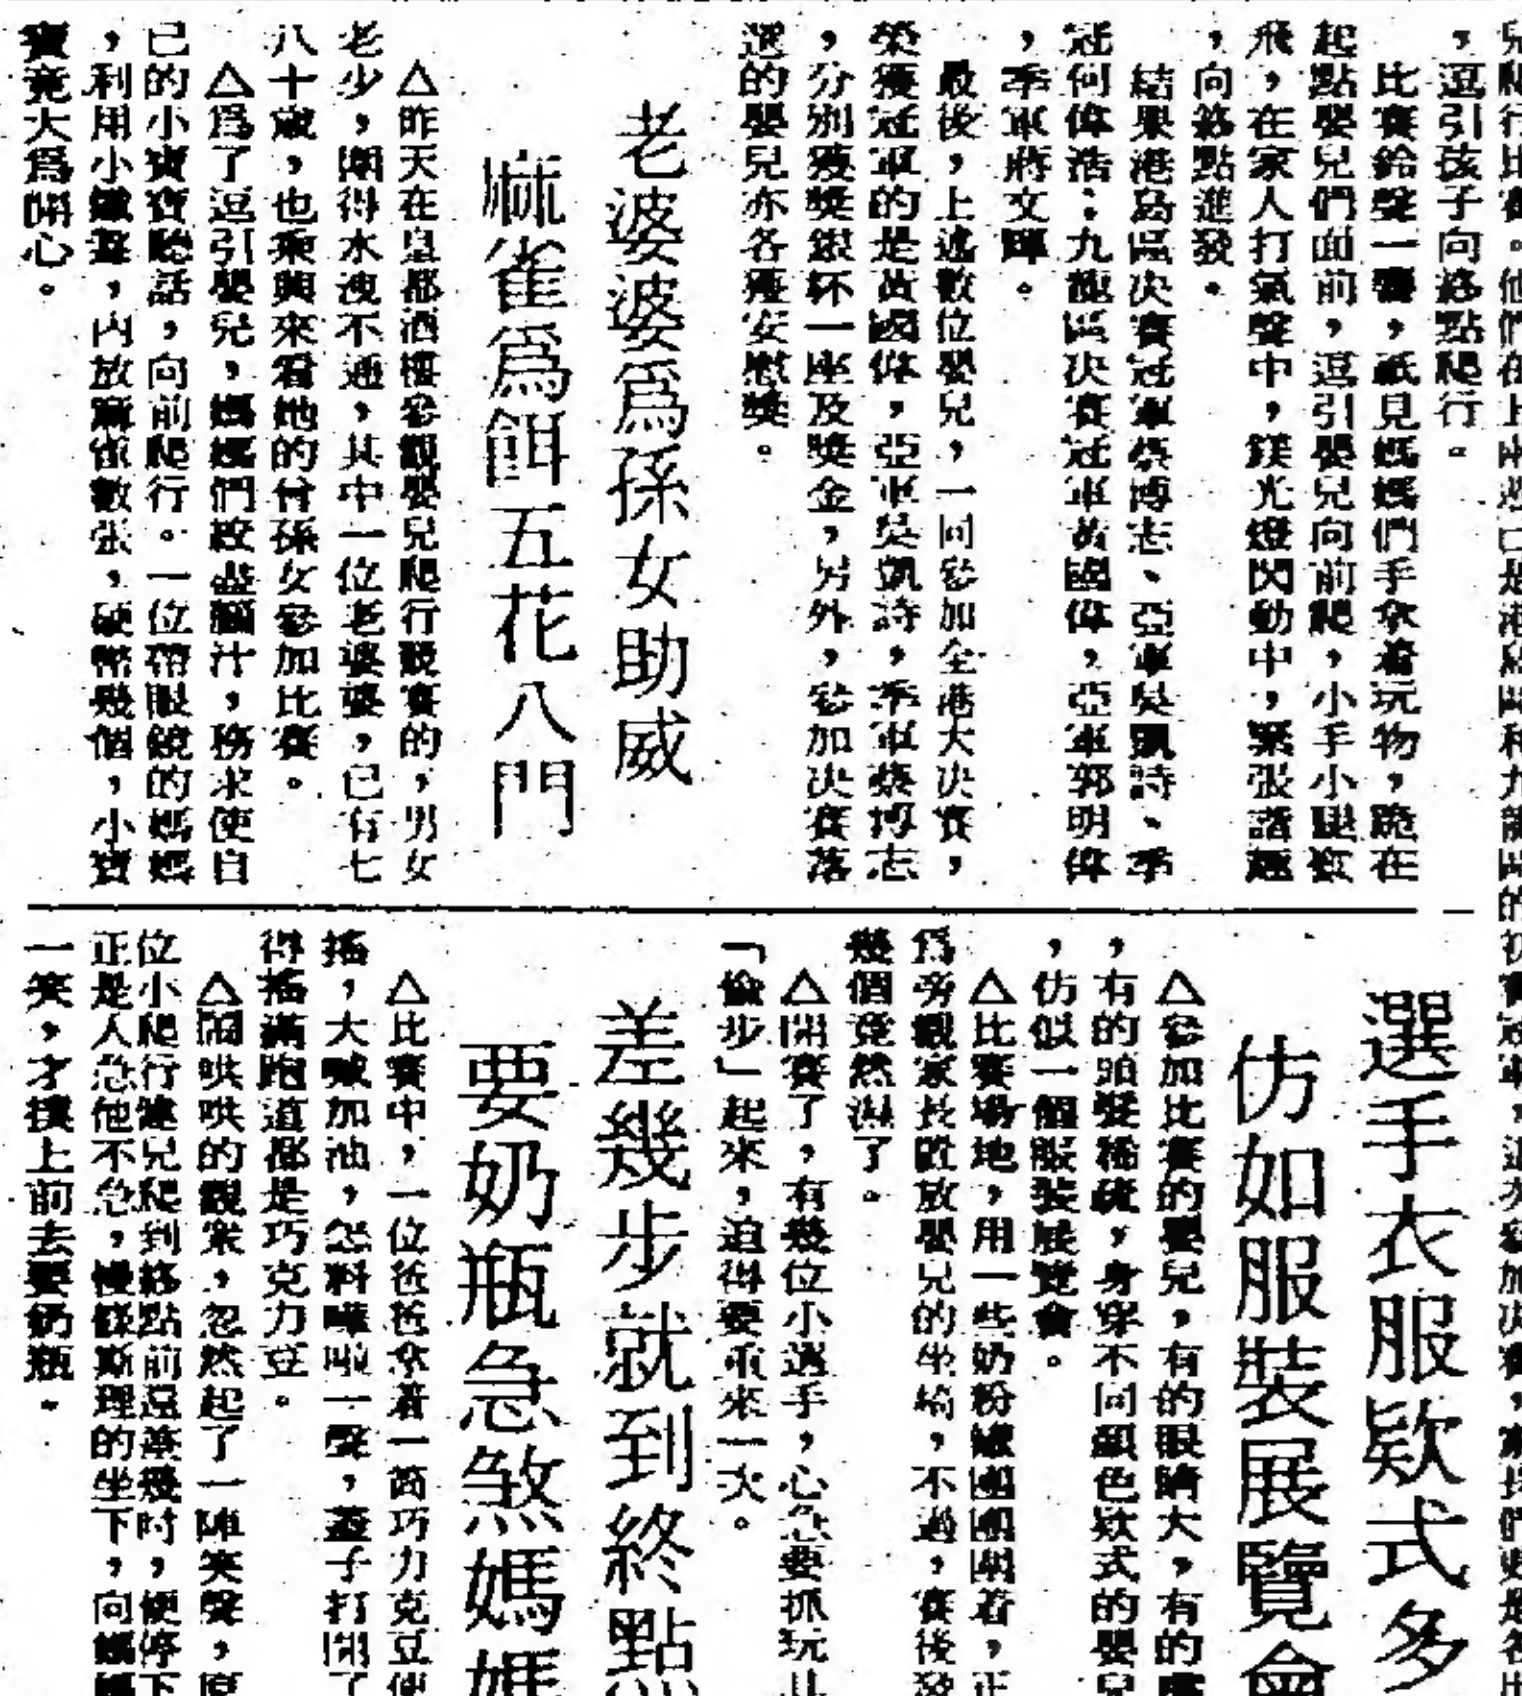 ，逗引孩子向終點爬行。
比賽鈴聲一響，祇見媽媽們手拿着玩物，跪在
起點嬰兒們面前，逗引嬰兒向前爬，小手小腿
飛，在家人打氣聲中，鎂光燈閃動中，緊張諧趣
，向終點進發。
結果港島區決賽冠軍蔡博志、亞軍吳凱詩、季
冠何偉浩；九龍區決賽冠軍黃國偉，亞軍郭明偉
，季軍蔣文暉。
最後，上述數位嬰兒，一同參加全港大決賽，
榮獲冠軍的是黃國偉，亞軍吳凱詩，季軍蔡博志
，分別獲獎銀杯一座及獎金，另外，參加決賽落
選的嬰兒亦各獲安慰獎。
老婆婆爲孫女助威
麻雀爲餌五花八門
△昨天在皇都酒樓參觀嬰兒爬行競賽的，男女
老少，圍得水洩不通，其中一位老婆婆，已有七
八十歲，也乘興來看她的曾孫女參加比賽。
△爲了逗引嬰兒，媽媽們絞盡腦汁，務求使自
已的小寶寶聽話，向前爬行。一位帶眼鏡的媽媽
，利用小鐵，內放麻雀數張，硬幣幾個，小寶
寶竟大爲開心。
選手衣服欵式多
仿如服裝展覽會
△參加比賽的嬰兒，有的眼睛大，有的
，有的頭髮稀疏，身穿不同顏色欵式的嬰兒
，仿似一個服裝展覽會。
△比賽場地，用一些奶粉罐團團圍着，正
爲旁觀家長置放嬰兒的坐椅，不過，賽後發
幾個竟然濕了。
△開賽了，有幾位小選手，心急要抓玩具
「偸步」起來，迫得要重來一次。
差幾步就到終點
要奶瓶急煞媽媽
△比賽中，一位爸爸拿着一筒巧力克豆使
搖，大喊加油，怎料嘩啦一聲，蓋子打開了
得搖滿跑道都是巧克力豆。
△鬧哄哄的觀衆，忽然起了一陣笑聲，原
位小爬行健兒爬到終點前還差幾吋，便停下
正是人急他不急，慢條斯理的坐下，向媽媽
一笑，才撲上前去要奶瓶。